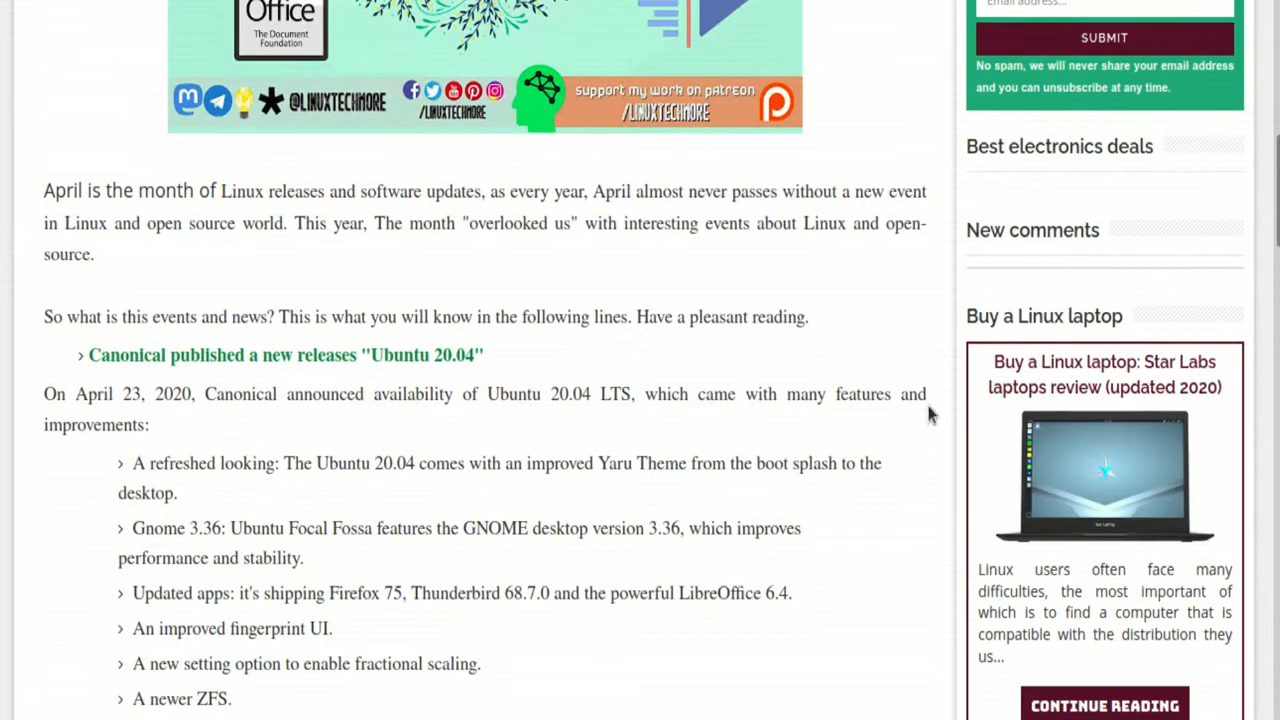 Office
The Document
Foundation
@LINUXTECHMORE
/LINUXTECHMORE
support my work on patreon
/LINUXTECHMORE
April is the month of Linux releases and software updates, as every year, April almost never passes without a new event
in Linux and open source world. This year, The month "overlooked us" with interesting events about Linux and open-
source.
So what is this events and news? This is what you will know in the following lines. Have a pleasant reading.
› Canonical published a new releases "Ubuntu 20.04"
On April 23, 2020, Canonical announced availability of Ubuntu 20.04 LTS, which came with many features and
improvements:
› A refreshed looking: The Ubuntu 20.04 comes with an improved Yaru Theme from the boot splash to the
desktop.
› Gnome 3.36: Ubuntu Focal Fossa features the GNOME desktop version 3.36, which improves
performance and stability.
› Updated apps: it's shipping Firefox 75, Thunderbird 68.7.0 and the powerful LibreOffice 6.4.
› An improved fingerprint UI.
› A new setting option to enable fractional scaling.
› A newer ZFS.
Email address...
SUBMIT
No spam, we will never share your email address
and you can unsubscribe at any time.
Best electronics deals
New comments
Buy a Linux laptop
Buy a Linux laptop: Star Labs
laptops review (updated 2020)
Linux users often face many
difficulties, the most important of
which is to find a computer that is
compatible with the distribution they
us...
CONTINUE READING